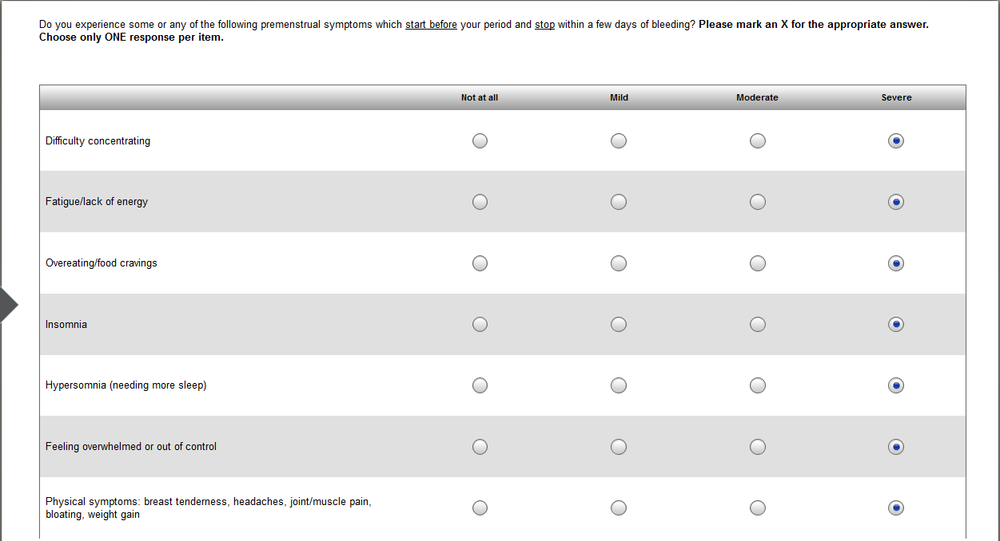 Do you experience some or any of the following premenstrual symptoms which start before your period and stop within a few days of bleeding? Please mark an X for the appropriate answer.
Choose only ONE response per item.
Not at all Mild Moderate Severe
Difficulty concentrating
Fatigue/lack of energy
Overeating/food cravings
Insomnia
Hypersomnia (needing more sleep)
Feeling overwhelmed or out of control
Physical symptoms: breast tenderness, headaches, joint/muscle pain,
bloating, weight gain